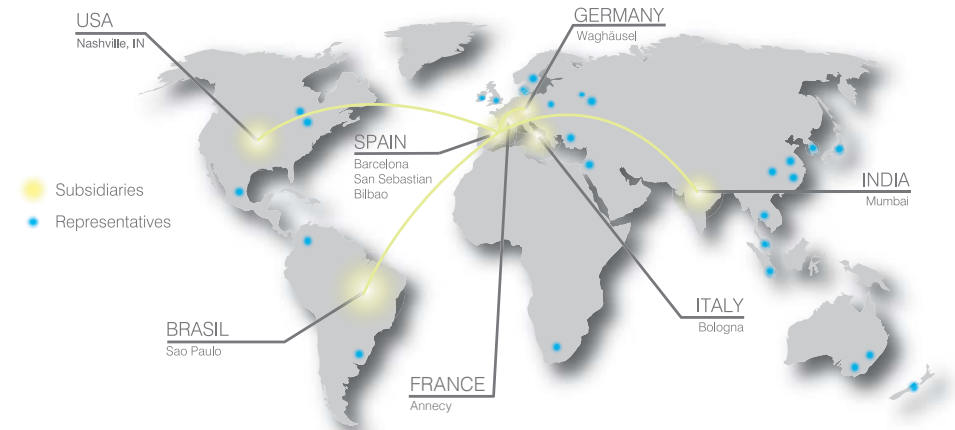 USA
Nashville, IN
GERMANY
Waghäusel
SPAIN
Barcelona
San Sebastian
Bilbao
Subsidiaries
Representatives
INDIA
Mumbai
ITALY
Bologna
BRASIL
Sao Paulo
FRANCE
Annecy